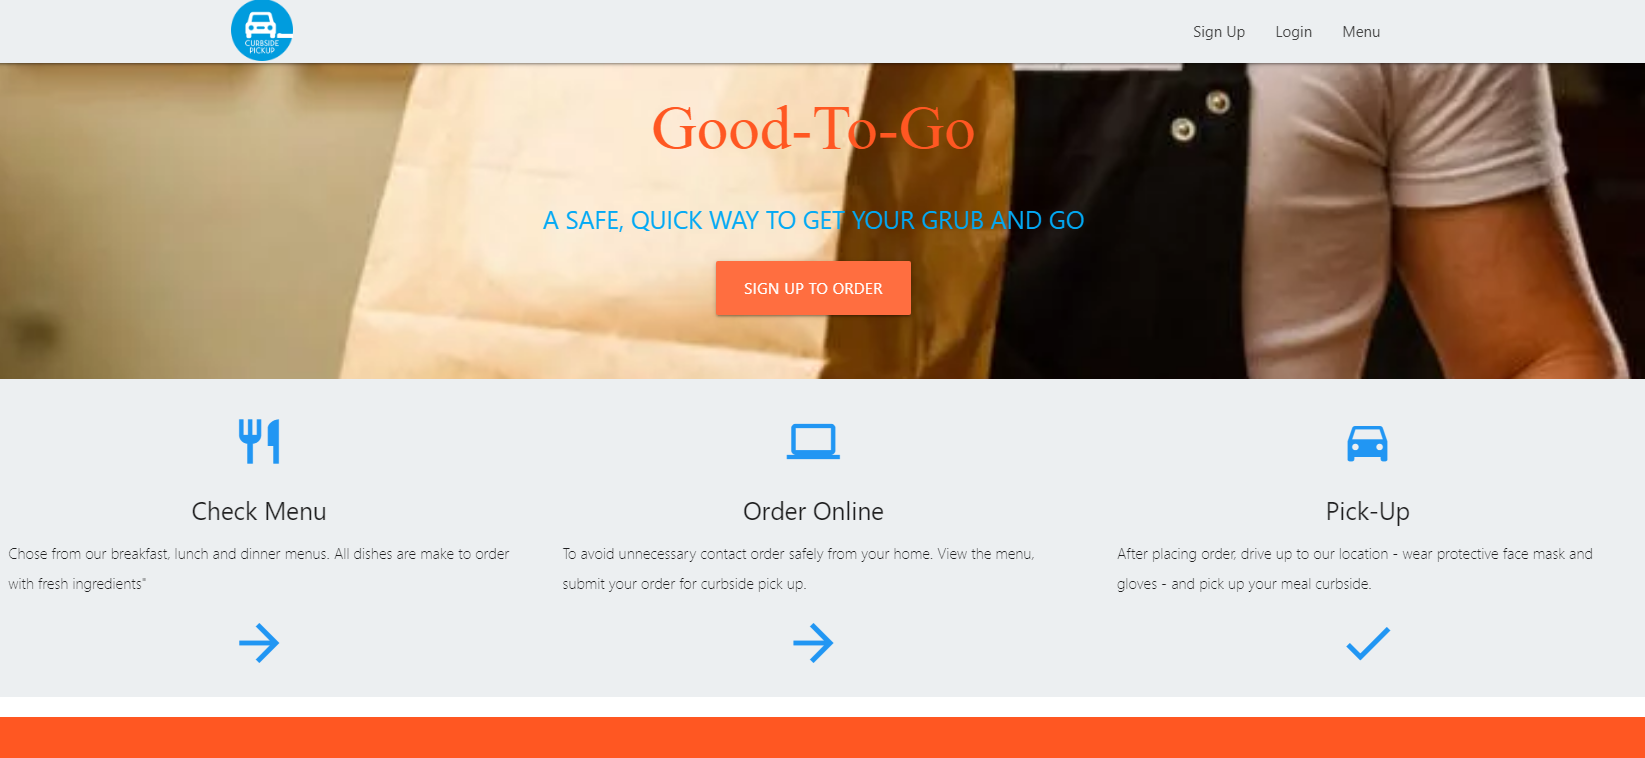 CURBSIDE
PICKUP
Sign Up Login Menu
Good-To-Go
A SAFE, QUICK WAY TO GET YOUR GRUB AND GO
SIGN UP TO ORDER
Check Menu
Chose from our breakfast, lunch and dinner menus. All dishes are make to order
with fresh ingredients"
Order Online
To avoid unnecessary contact order safely from your home. View the menu,
submit your order for curbside pick up.
Pick-Up
After placing order, drive up to our location - wear protective face mask and
gloves - and pick up your meal curbside.